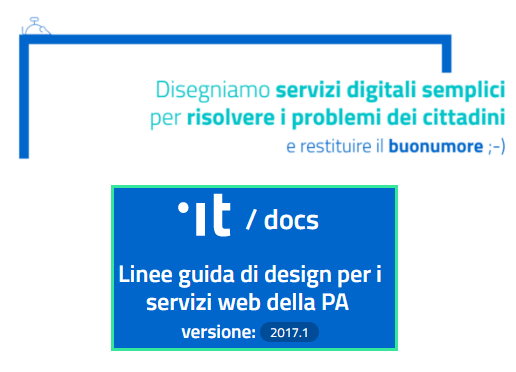 Disegniamo servizi digitali semplici
per risolvere i problemi dei cittadini
e restituire il buonumore ;-)
it / docs
Linee guida di design per i
servizi web della PA
versione: 2017.1